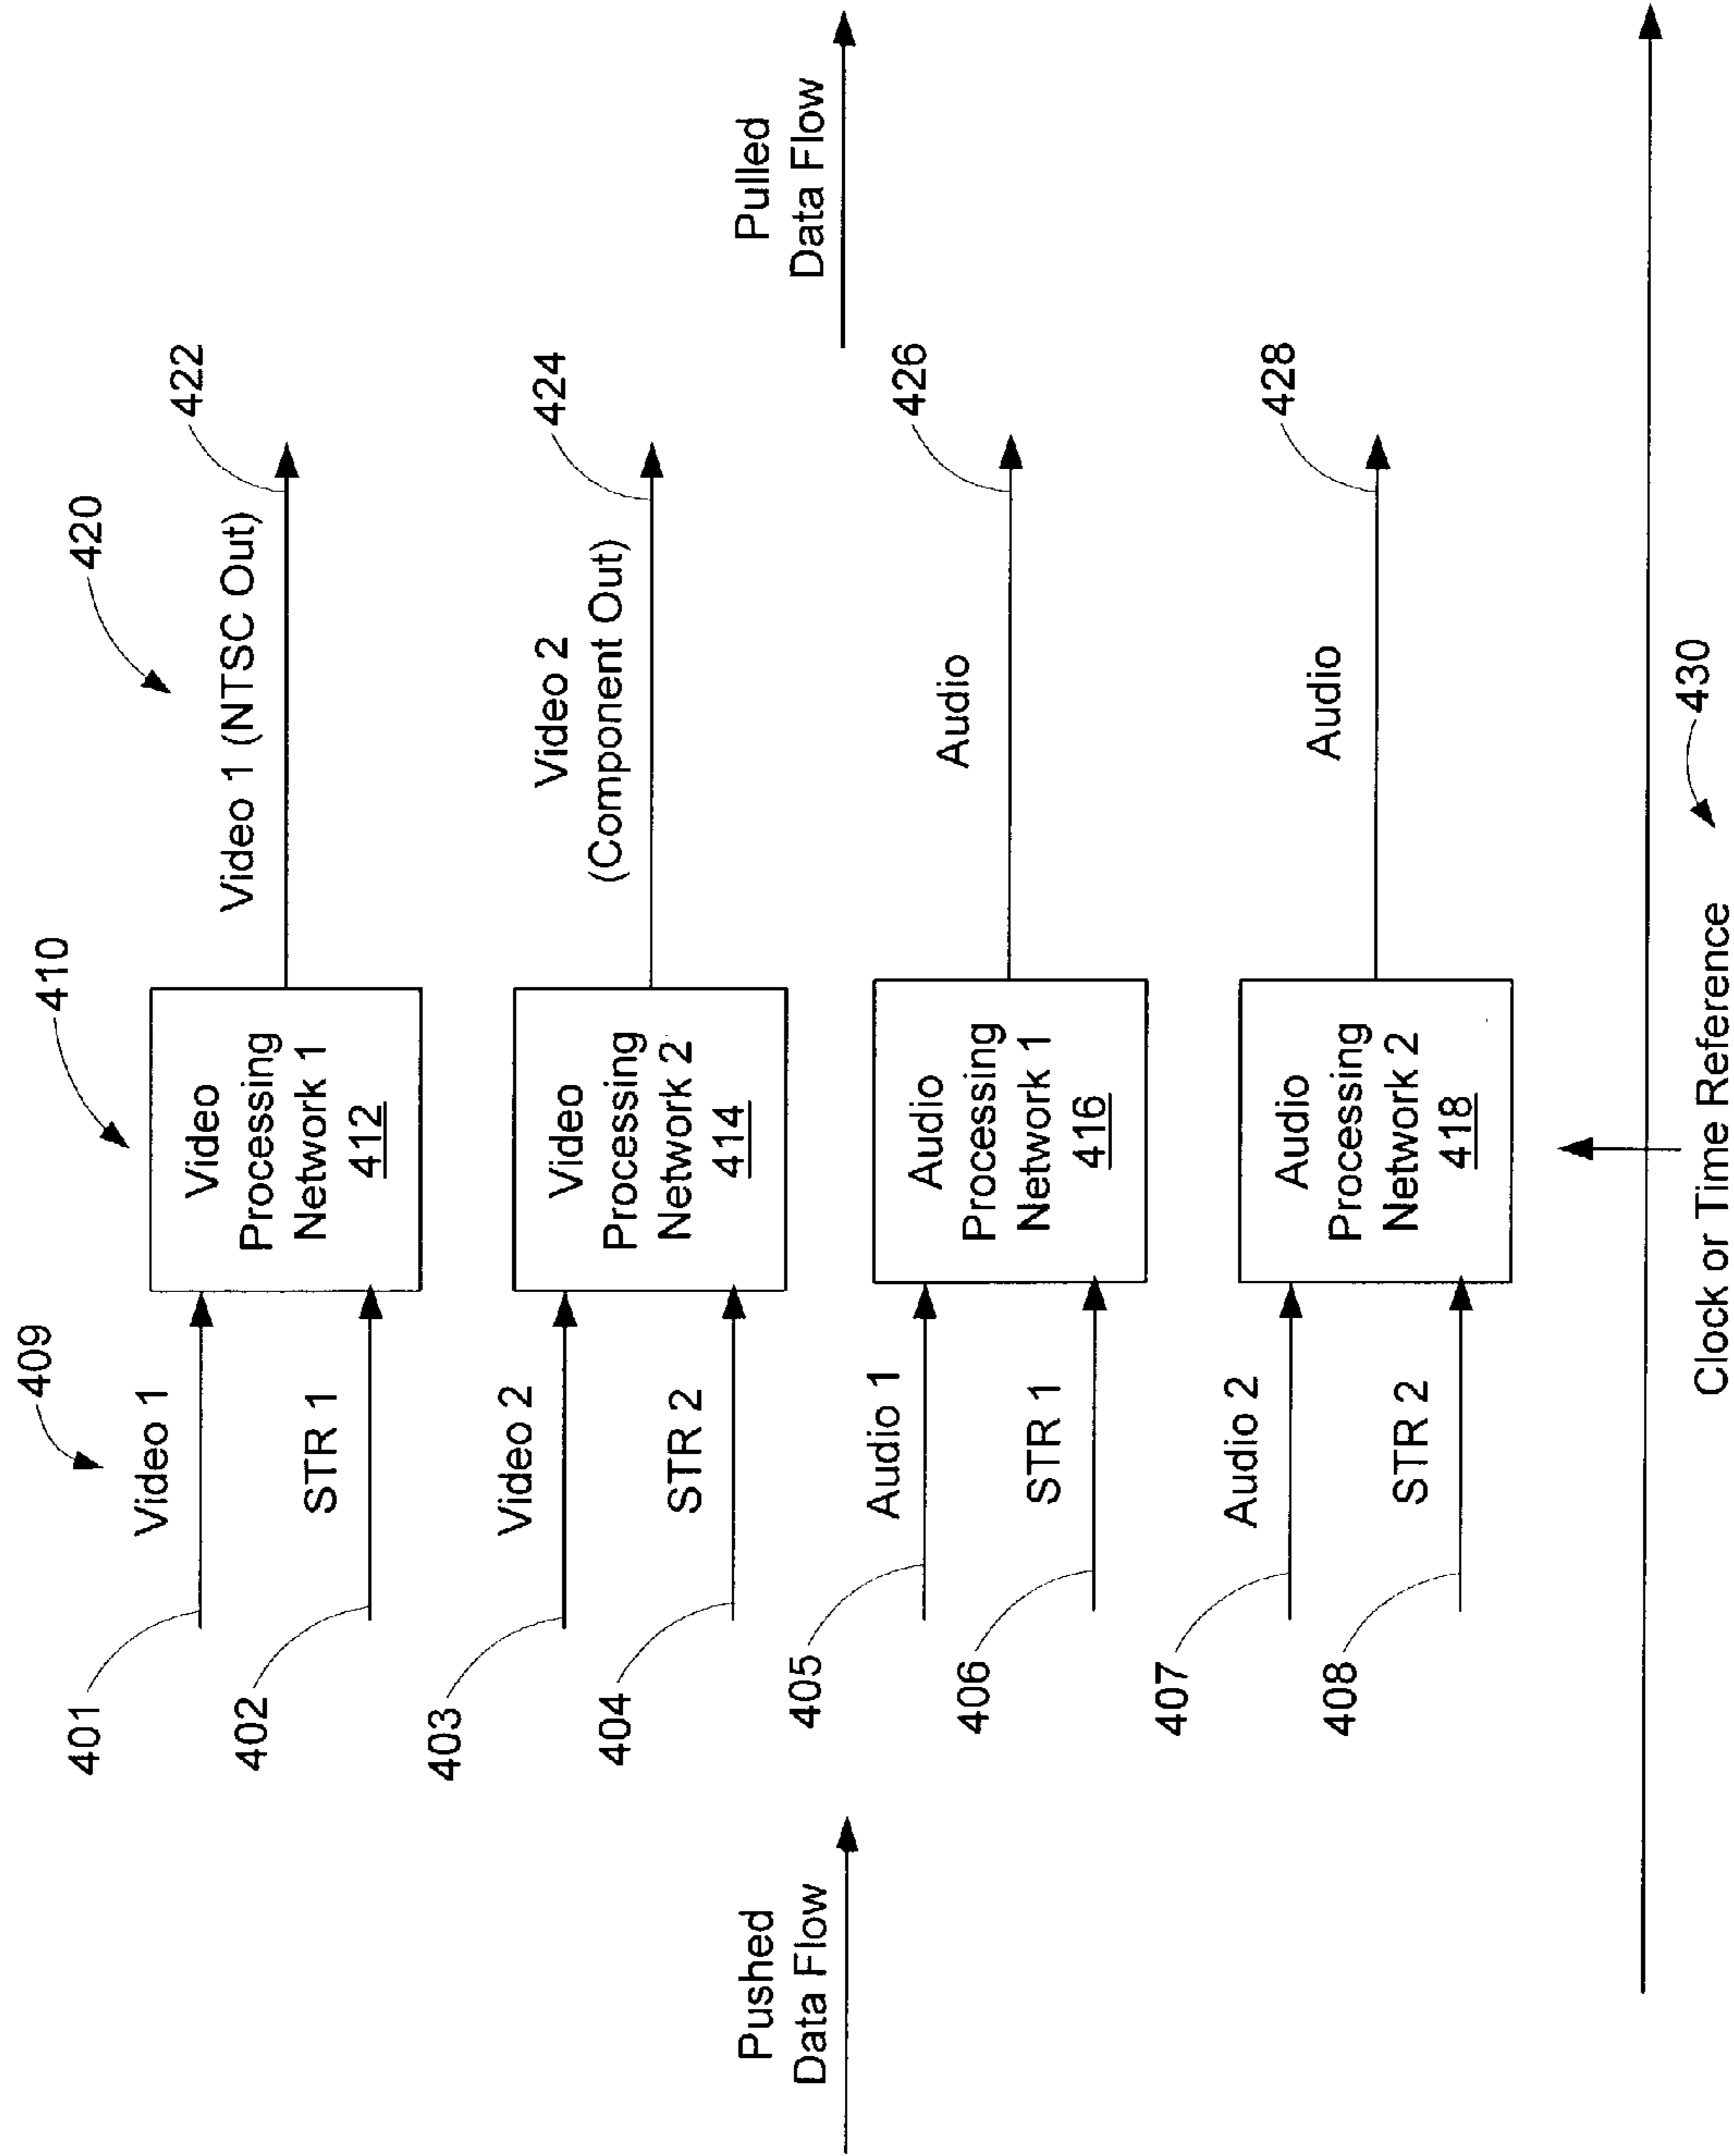 409
410
420
401
Video 1
402
STR 1
Video
Processing
Network 1
412
Video 1 (NTSC Out)
422
403
Video 2
404
STR 2
Video
Processing
Network 2
414
Video 2
(Component Out)
424
Pushed
Data Flow
Pulled
Data Flow
405
Audio 1
406
STR 1
Audio
Processing
Network 1
416
Audio
426
407
Audio 2
408
STR 2
Audio
Processing
Network 2
418
Audio
428
Clock or Time Reference
430